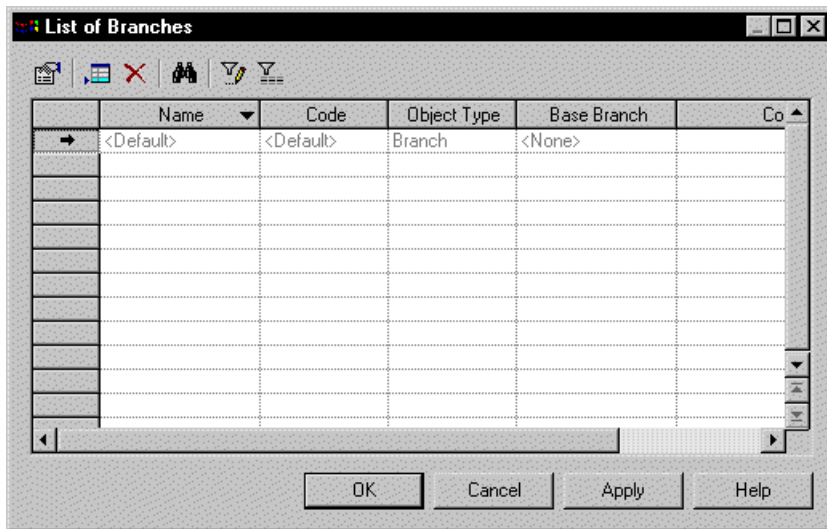 List of Branches
Name Code Object Type Base Branch Co
<Default> <Default> Branch <None>
OK Cancel Apply Help